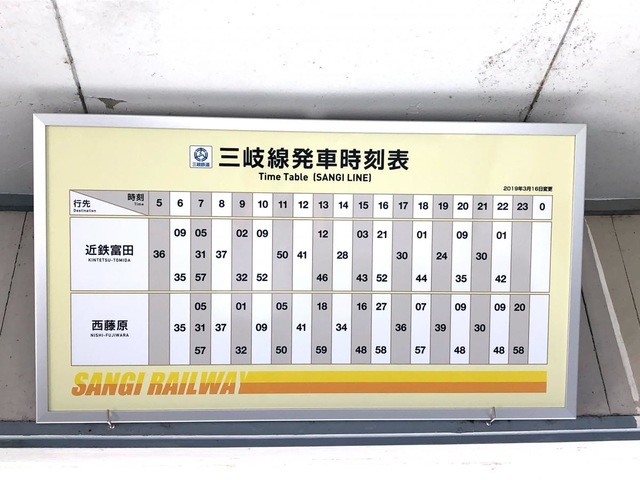 三岐鉄道
三岐線発車時刻表
Time Table (SANGI LINE)
2019年3月16日変更
時刻
Time
行先
Destination
5 6 7 8 9 10 11 12 13 14 15 16 17 18 19 20 21 22 23 0
09 05 02 09 12 03 21 01 09 01
近鉄富田
KINTETSU-TOMIDA
36 31 37 50 41 28 30 24 30
35 57 32 52 46 43 52 44 35 42
05 01 05 18 16 27 07 09 09 20
西藤原
NISHI-FUJIWARA
35 31 37 09 41 34 36 39 30
57 32 50 59 48 58 57 48 48 58
SANGI RAILWAY